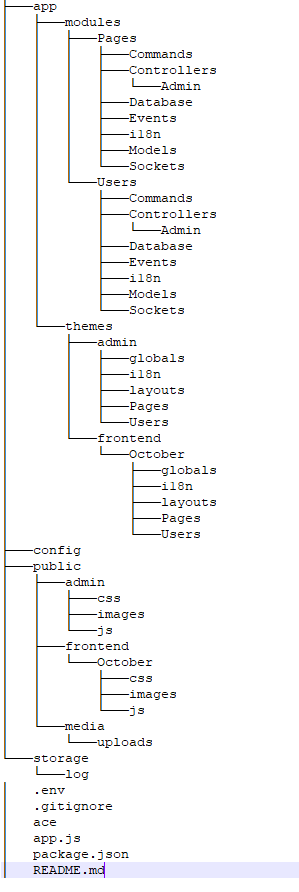 app
modules
Pages
Commands
Controllers
Admin
Database
Events
i18n
Models
Sockets
Users
Commands
Controllers
Admin
Database
Events
i18n
Models
Sockets
themes
admin
globals
i18n
layouts
Pages
Users
frontend
October
globals
i18n
layouts
Pages
Users
config
public
admin
css
images
js
frontend
October
css
images
js
media
uploads
storage
log
.env
.gitignore
ace
app.js
package.json
README.md